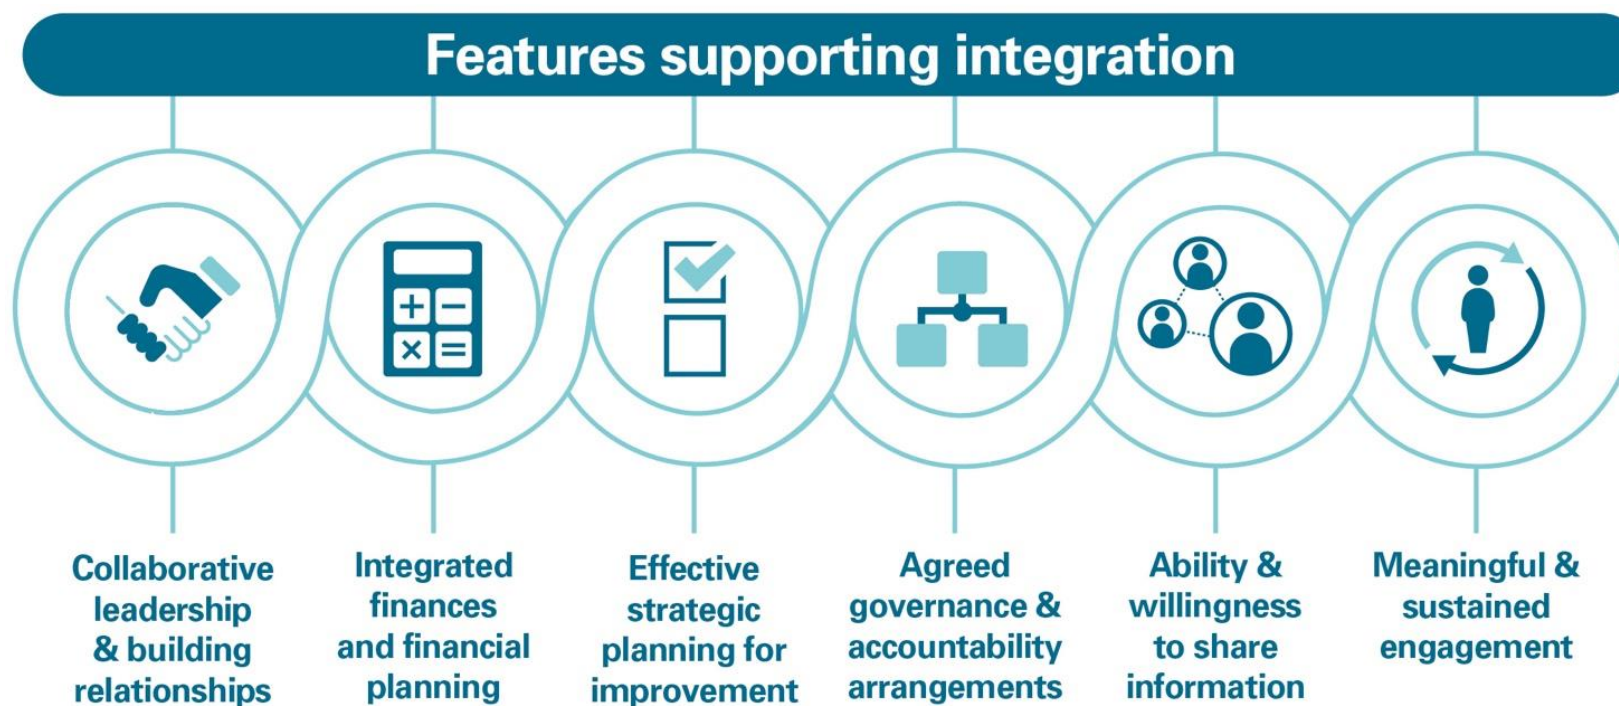 Features supporting integration
Collaborative
leadership
& building
relationships
Integrated
finances
and financial
planning
Effective
strategic
planning for
improvement
Agreed
governance &
accountability
arrangements
Ability &
willingness
to share
information
Meaningful &
sustained
engagement